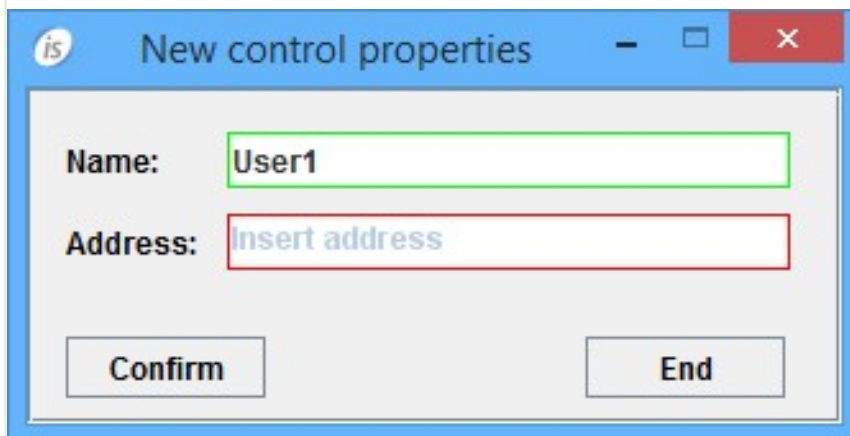 is New control properties
Name: User1
Address: Insert address
Confirm End